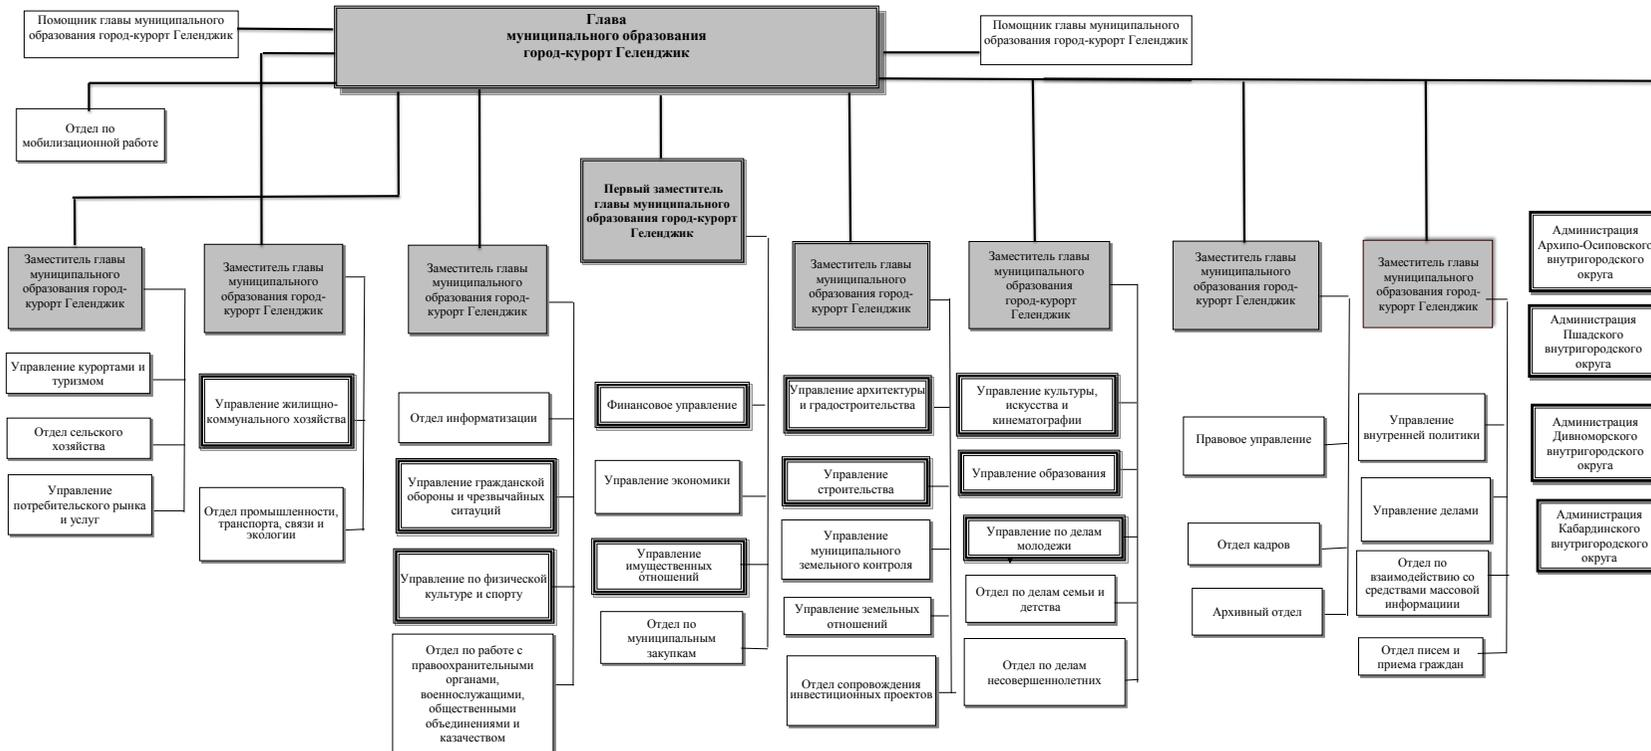 Помощник главы муниципального
образования город-курорт Геленджик
Глава
муниципального образования
город-курорт Геленджик
Помощник главы муниципального
образования город-курорт Геленджик
Отдел по
мобилизационной работе
Первый заместитель
главы муниципального
образования город-курорт
Геленджик
Заместитель главы
муниципального
образования город-
курорт Геленджик
Управление курортами и
туризмом
Отдел сельского
хозяйства
Управление
потребительского рынка
и услуг
Заместитель главы
муниципального
образования город-
курорт Геленджик
Управление жилищно-
коммунального хозяйства
Отдел промышленности,
транспорта, связи и
экологии
Заместитель главы
муниципального
образования город-
курорт Геленджик
Отдел информатизации
Управление гражданской
обороны и чрезвычайных
ситауций
Управление по физической
культуре и спорту
Отдел по работе с
правоохранительными
органами,
военнослужащими,
общественными
объединениями и
казачеством
Финансовое управление
Управление экономики
Управление
имущественных
отношений
Отдел по
муниципальным
закупкам
Заместитель главы
муниципального
образования город-
курорт Геленджик
Управление архитектуры
и градостроительства
Управление
строительства
Управление
муниципального
земельного контроля
Управление земельных
отношений
Отдел сопровождения
инвестиционных проектов
Заместитель главы
муниципального
образования
город-курорт
Геленджик
Управление культуры,
искусства и
кинематографии
Управление образования
Управление по делам
молодежи
Отдел по делам семьи и
детства
Отдел по делам
несовершеннолетних
Заместитель главы
муниципального
образования город-
курорт Геленджик
Правовое управление
Отдел кадров
Архивный отдел
Заместитель главы
муниципального
образования город-
курорт Геленджик
Управление
внутренней политики
Управление делами
Отдел по
взаимодействию со
средствами массовой
информациии
Отдел писем и
приема граждан
Администрация
Архипо-Осиповского
внутригородского
округа
Администрация
Пшадского
внутригородского
округа
Администрация
Дивноморского
внутригородского
округа
Администрация
Кабардинского
внутригородского
округа